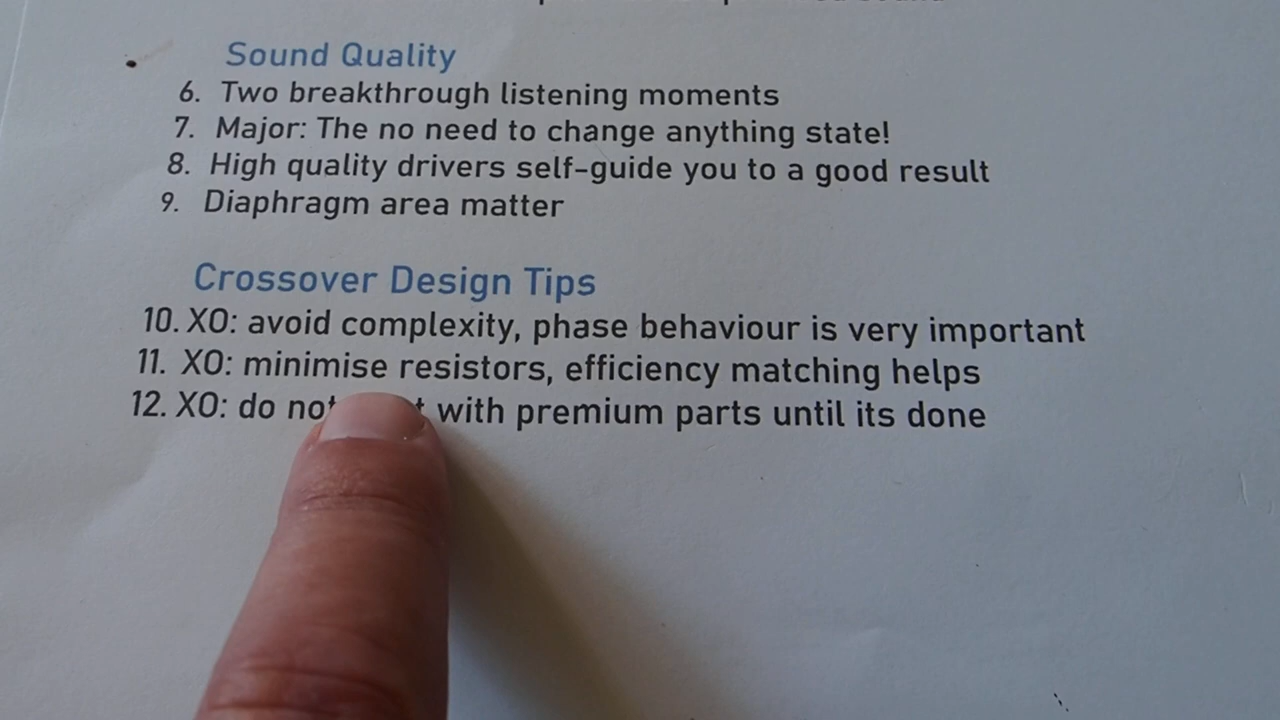 Sound Quality
6. Two breakthrough listening moments
7. Major: The no need to change anything state!
8. High quality drivers self-guide you to a good result
9. Diaphragm area matter
Crossover Design Tips
10. XO: avoid complexity, phase behaviour is very important
11. XO: minimise resistors, efficiency matching helps
12. XO: do not with premium parts until its done